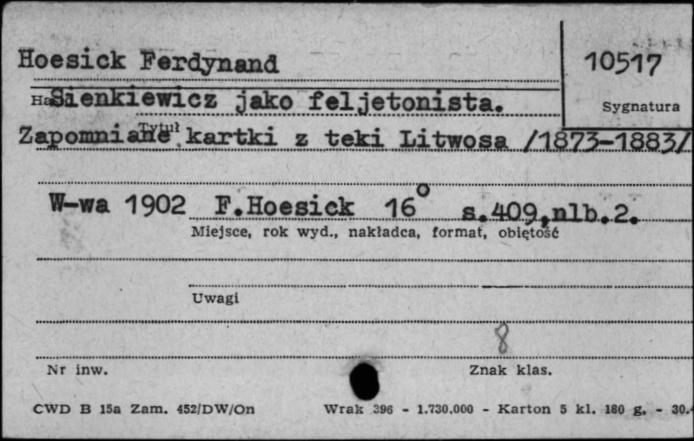 Hoesick Ferdynand
10517
Sienkiewicz jako feljetonista.
Sygnatura
Tytuł
Zapomniane kartki z teki Litwosa /1873-1883/
W-wa 1902 F.Hoesick 16° s.409,nlb.2.
Miejsce, rok wyd., nakładca, format, objętość
Uwagi
8
Nr inw.
Znak klas.
CWD B 15a Zam. 452/DW/On
Wrak 396 - 1.730.000 - Karton 5 kl. 180 g. - 30.